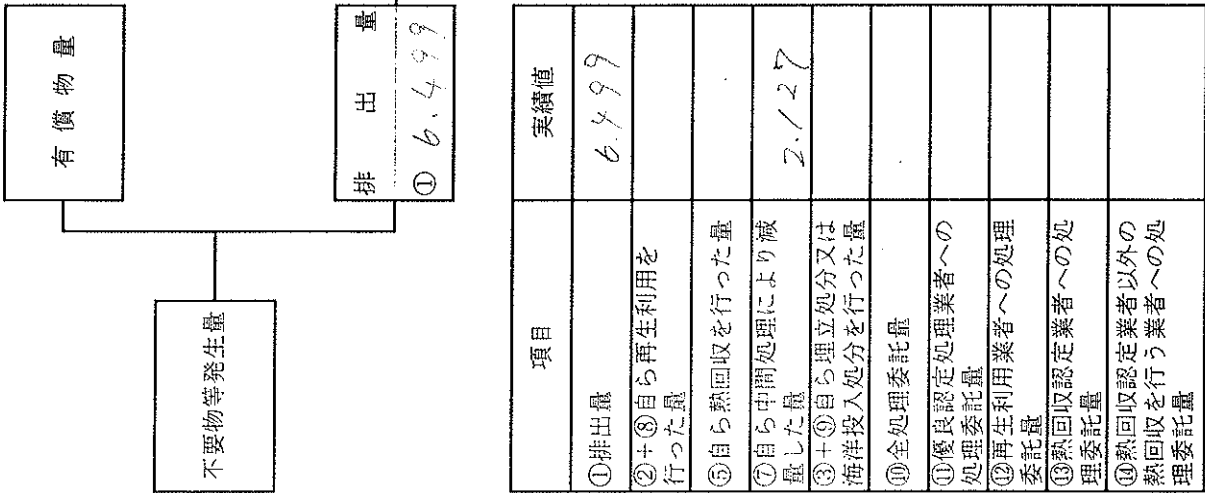 有償物量
不要物等発生量
排出量
① 6.499
項目 実績値
①排出量 6.499
②+⑧自ら再生利用を
行った量
⑤自ら熱回収を行った量
⑦自ら中間処理により減
量した量 2.127
③+⑨自ら埋立処分又は
海洋投入処分を行った量
⑩全処理委託量
⑪優良認定処理業者への
処理委託量
⑫再生利用業者への処理
委託量
⑬熱回収認定業者への処
理委託量
⑭熱回収認定業者以外の
熱回収を行う業者への処
理委託量